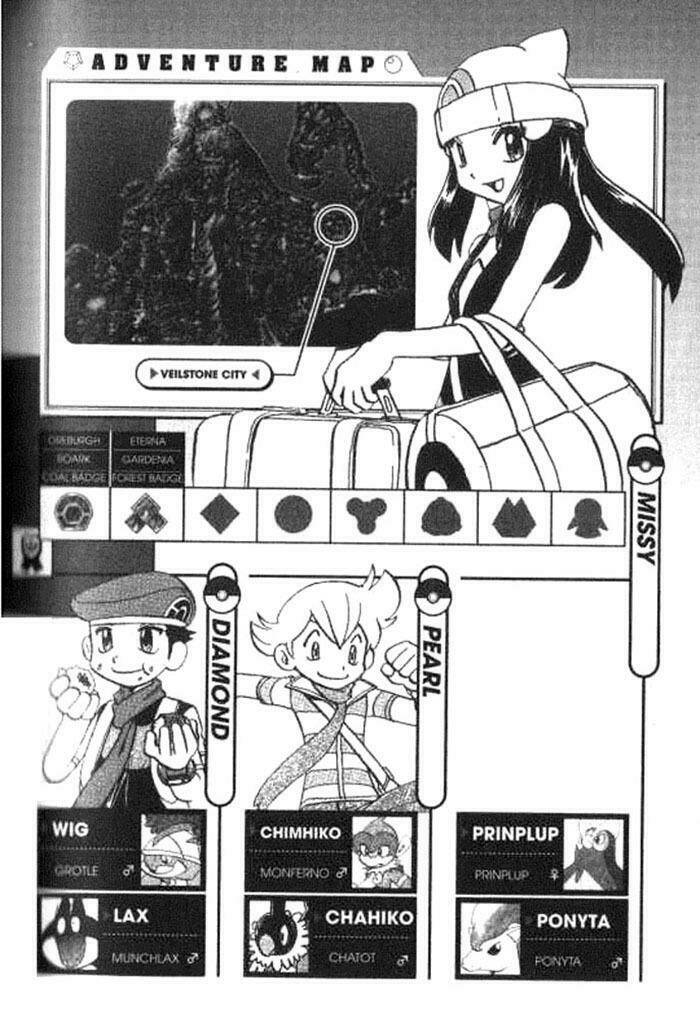 ADVENTURE MAP
VEILSTONE CITY
OREBURGH
ROARK
COAL BADGE
ETERNA
GARDENIA
FOREST BADGE
MISSY
DIAMOND
PEARL
WIG
GROTLE ♂
LAX
MUNCHLAX ♂
CHIMHIKO
MONFERNO ♂
CHAHIKO
CHATOT ♂
PRINPLUP
PRINPLUP ♀
PONYTA
PONYTA ♂